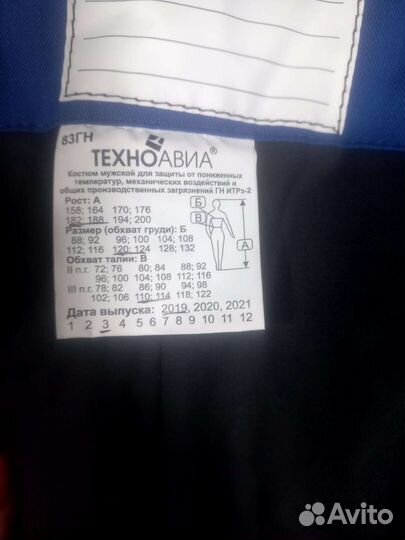 83ГН
ТЕХНОАВИА®
Костюм мужской для защиты от пониженных
температур, механических воздействий и
общих производственных загрязнений ГН ИТРз-2
Рост: А
158; 164 170; 176
182; 188 194; 200
Размер (обхват груди): Б
88; 92 96; 100 104; 108
112; 116 120; 124 128; 132
Обхват талии: В
II п.г. 72; 76 80; 84 88; 92
96; 100 104; 108 112; 116
III п.г. 78; 82 86; 90 94; 98
102; 106 110; 114 118; 122
Дата выпуска: 2019, 2020, 2021
1 2 3 4 5 6 7 8 9 10 11 12
Б
В
А
Avito